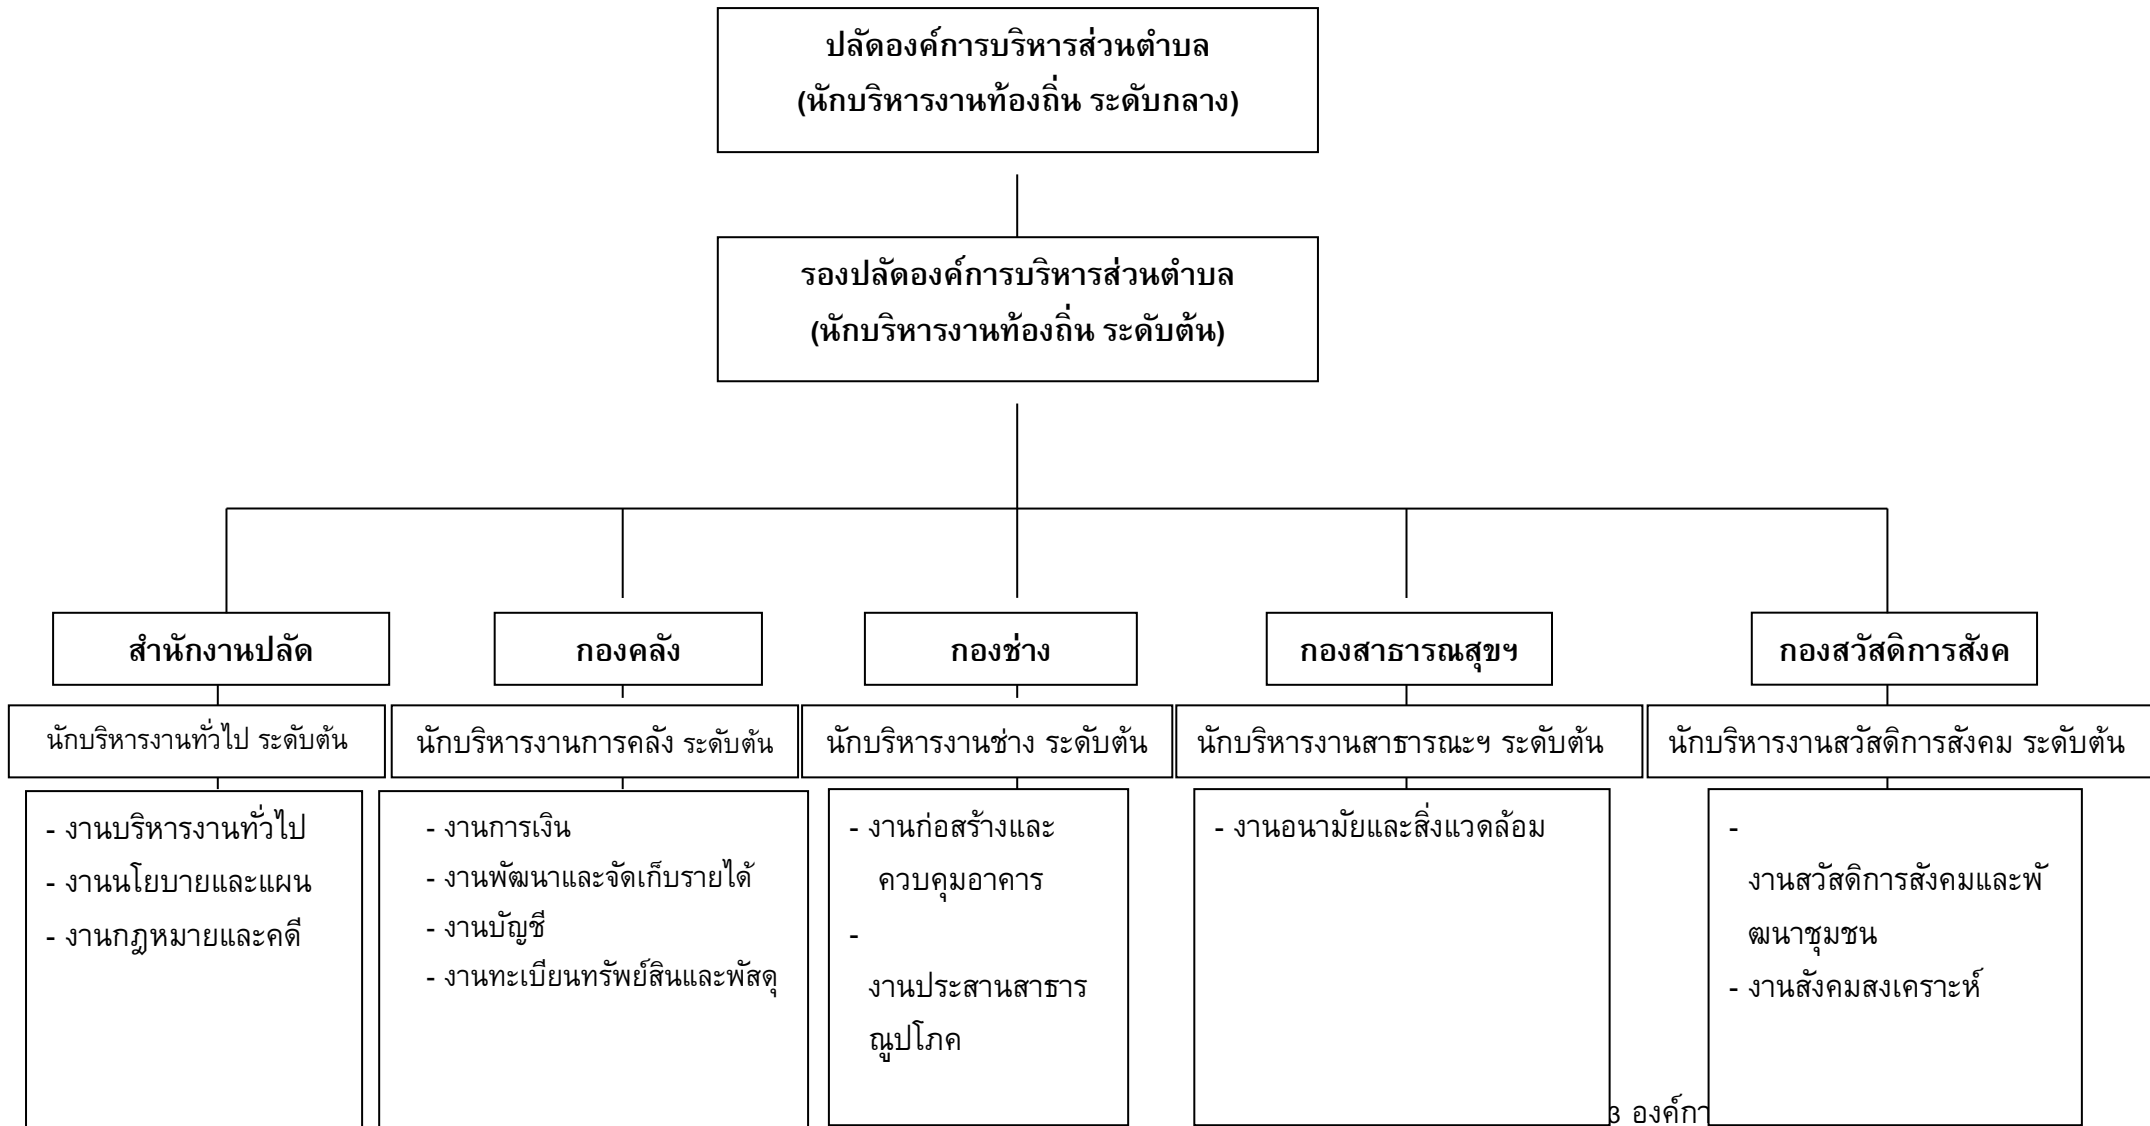 ปลัดองค์การบริหารส่วนตำบล
(นักบริหารงานท้องถิ่น ระดับกลาง)
รองปลัดองค์การบริหารส่วนตำบล
(นักบริหารงานท้องถิ่น ระดับต้น)
สำนักงานปลัด
นักบริหารงานทั่วไป ระดับต้น
- งานบริหารงานทั่วไป
- งานนโยบายและแผน
- งานกฎหมายและคดี
กองคลัง
นักบริหารงานการคลัง ระดับต้น
- งานการเงิน
- งานพัฒนาและจัดเก็บรายได้
- งานบัญชี
- งานทะเบียนทรัพย์สินและพัสดุ
กองช่าง
นักบริหารงานช่าง ระดับต้น
- งานก่อสร้างและ
ควบคุมอาคาร
-
งานประสานสาธาร
ณูปโภค
กองสาธารณสุขฯ
นักบริหารงานสาธารณะฯ ระดับต้น
- งานอนามัยและสิ่งแวดล้อม
กองสวัสดิการสังค
นักบริหารงานสวัสดิการสังคม ระดับต้น
-
งานสวัสดิการสังคมและพั
ฒนาชุมชน
- งานสังคมสงเคราะห์
องค์กา